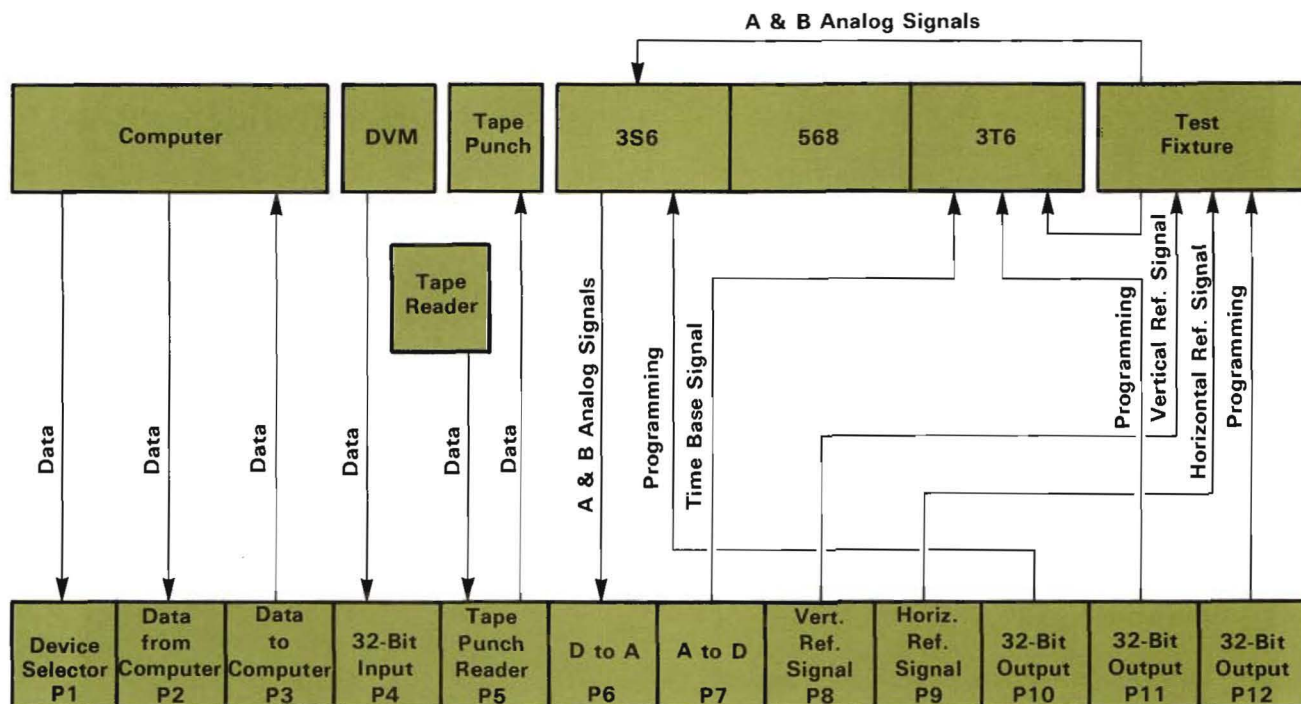 A & B Analog Signals
Computer
DVM
Tape
Punch
3S6
568
3T6
Test
Fixture
Tape
Reader
Data
Data
Data
Data
Data
Data
A & B Analog Signals
Programming
Time Base Signal
Programming
Vertical Ref. Signal
Horizontal Ref. Signal
Programming
Device
Selector
P1
Data
from
Computer
P2
Data
to
Computer
P3
32-Bit
Input
P4
Tape
Punch
Reader
P5
D to A
P6
A to D
P7
Vert.
Ref.
Signal
P8
Horiz.
Ref.
Signal
P9
32-Bit
Output
P10
32-Bit
Output
P11
32-Bit
Output
P12